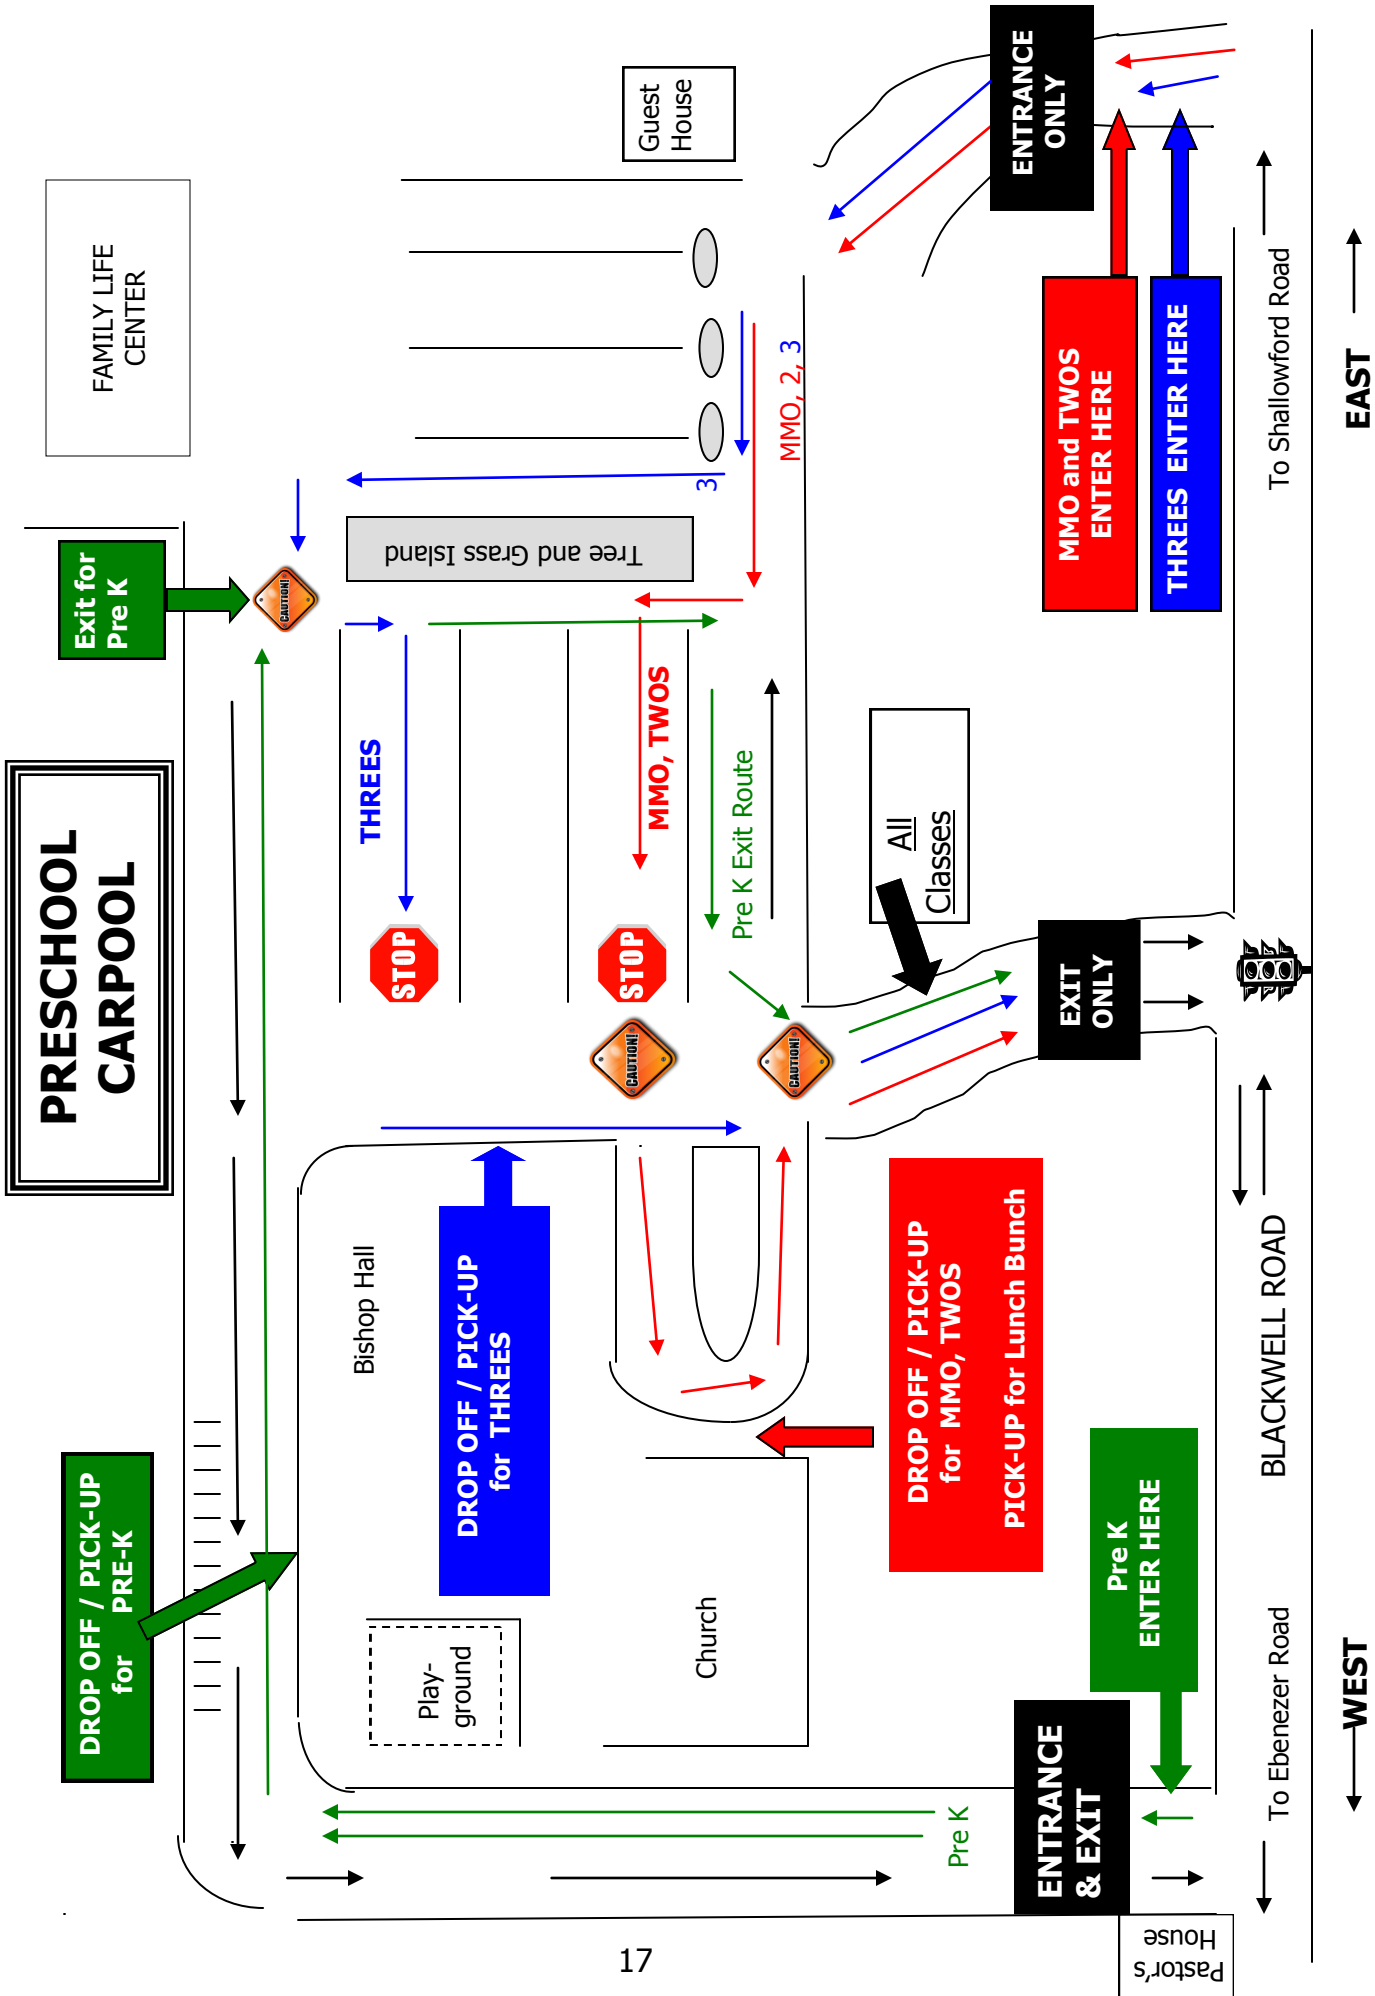 PRESCHOOL
CARPOOL
DROP OFF / PICK-UP
for PRE-K
Exit for
Pre K
FAMILY LIFE
CENTER
CAUTION!
Bishop Hall
THREES
STOP
3
Tree and Grass Island
Play-
ground
DROP OFF / PICK-UP
for THREES
MMO, TWOS
STOP
CAUTION!
Guest
House
Church
Pre K Exit Route
CAUTION!
MMO, 2, 3
All
Classes
DROP OFF / PICK-UP
for MMO, TWOS
PICK-UP for Lunch Bunch
Pre K
ENTRANCE
& EXIT
Pre K
ENTER HERE
EXIT
ONLY
MMO and TWOS
ENTER HERE
THREES ENTER HERE
ENTRANCE
ONLY
Pastor's
House
To Ebenezer Road
BLACKWELL ROAD
To Shallowford Road
WEST
EAST
17